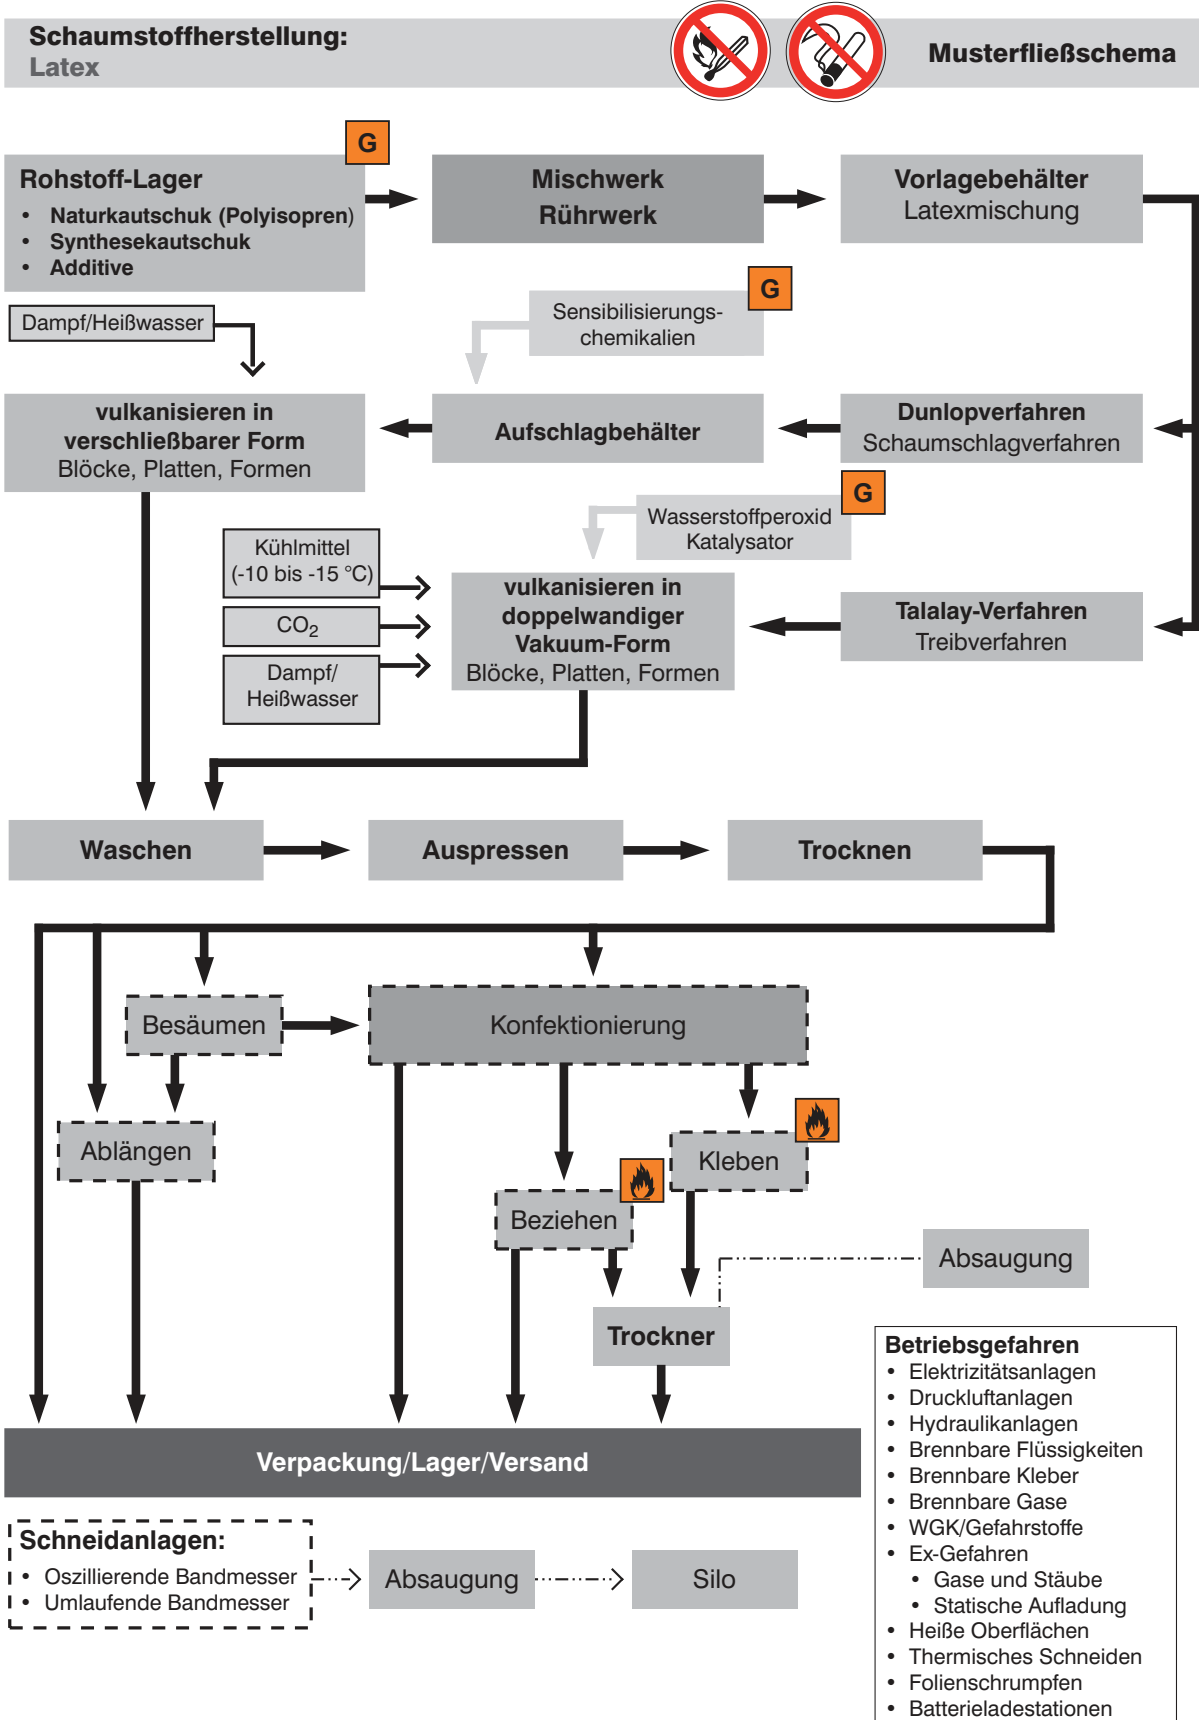 Schaumstoffherstellung:
Latex
Musterfließschema
G
Rohstoff-Lager
• Naturkautschuk (Polyisopren)
• Synthesekautschuk
• Additive
Mischwerk
Rührwerk
Vorlagebehälter
Latexmischung
Dampf/Heißwasser
G
Sensibilisierungs-
chemikalien
vulkanisieren in
verschließbarer Form
Blöcke, Platten, Formen
Aufschlagbehälter
Dunlopverfahren
Schaumschlagverfahren
G
Wasserstoffperoxid
Katalysator
Kühlmittel
(-10 bis -15 °C)
CO₂
Dampf/
Heißwasser
vulkanisieren in
doppelwandiger
Vakuum-Form
Blöcke, Platten, Formen
Talalay-Verfahren
Treibverfahren
Waschen
Auspressen
Trocknen
Besäumen
Konfektionierung
Ablängen
Kleben
Beziehen
Absaugung
Trockner
Verpackung/Lager/Versand
Betriebsgefahren
• Elektrizitätsanlagen
• Druckluftanlagen
• Hydraulikanlagen
• Brennbare Flüssigkeiten
• Brennbare Kleber
• Brennbare Gase
• WGK/Gefahrstoffe
• Ex-Gefahren
• Gase und Stäube
• Statische Aufladung
• Heiße Oberflächen
• Thermisches Schneiden
• Folienschrumpfen
• Batterieladestationen
Schneidanlagen:
• Oszillierende Bandmesser
• Umlaufende Bandmesser
Absaugung
Silo